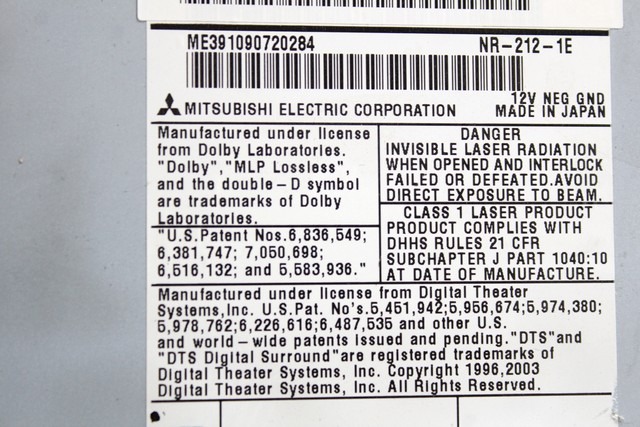 ME391090720284 NR-212-1E
MITSUBISHI ELECTRIC CORPORATION
12V NEG GND
MADE IN JAPAN
Manufactured under license
from Dolby Laboratories.
"Dolby","MLP Lossless",
and the double-D symbol
are trademarks of Dolby
Laboratories.
"U.S.Patent Nos.6,836,549;
6,381,747; 7,050,698;
6,516,132; and 5,583,936."
DANGER
INVISIBLE LASER RADIATION
WHEN OPENED AND INTERLOCK
FAILED OR DEFEATED.AVOID
DIRECT EXPOSURE TO BEAM.
CLASS 1 LASER PRODUCT
PRODUCT COMPLIES WITH
DHHS RULES 21 CFR
SUBCHAPTER J PART 1040:10
AT DATE OF MANUFACTURE.
Manufactured under license from Digital Theater
Systems,Inc. U.S.Pat. No's.5,451,942;5,956,674;5,974,380;
5,978,762;6,226,616;6,487,535 and other U.S.
and world-wide patents issued and pending."DTS"and
"DTS Digital Surround"are registered trademarks of
Digital Theater Systems, Inc. Copyright 1996,2003
Digital Theater Systems, Inc. All Rights Reserved.